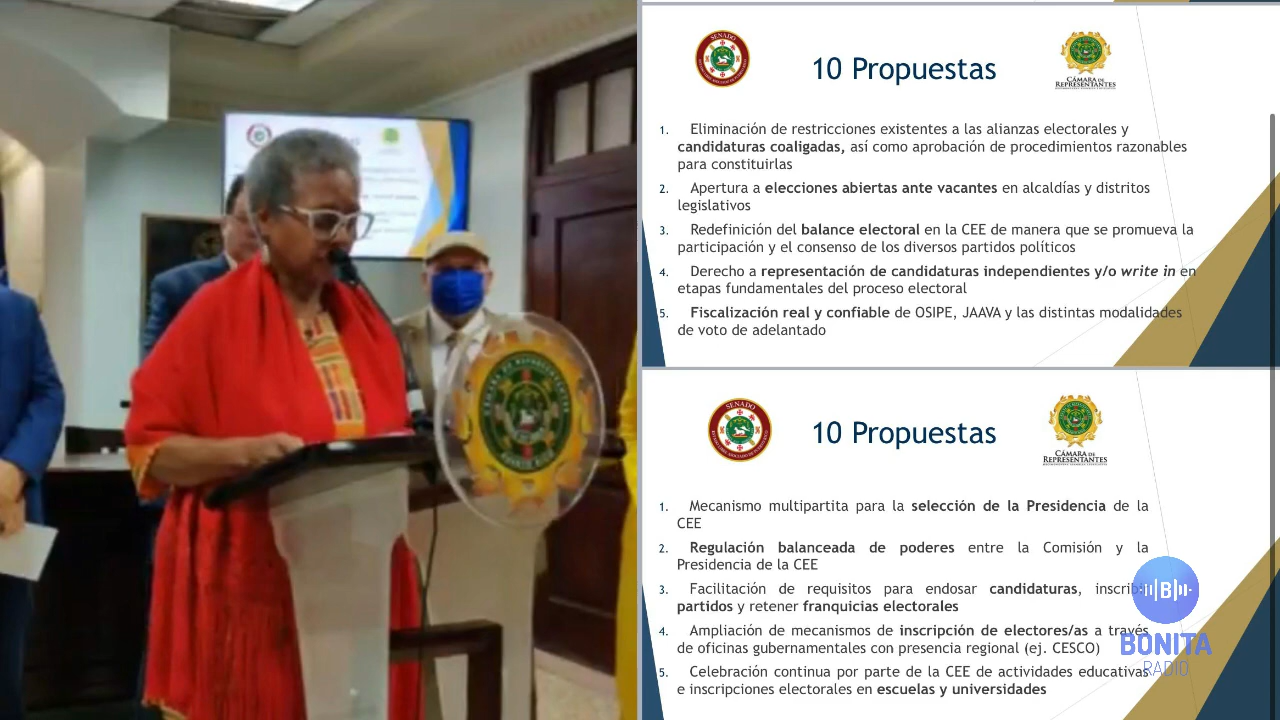 SENADO
10 Propuestas
CÁMARA DE
REPRESENTANTES
1. Eliminación de restricciones existentes a las alianzas electorales y
candidaturas coaligadas, así como aprobación de procedimientos razonables
para constituirlas
2. Apertura a elecciones abiertas ante vacantes en alcaldías y distritos
legislativos
3. Redefinición del balance electoral en la CEE de manera que se promueva la
participación y el consenso de los diversos partidos políticos
4. Derecho a representación de candidaturas independientes y/o write in en
etapas fundamentales del proceso electoral
5. Fiscalización real y confiable de OSIPE, JAAVA y las distintas modalidades
de voto de adelantado
SENADO
10 Propuestas
CÁMARA DE
REPRESENTANTES
1. Mecanismo multipartita para la selección de la Presidencia de la
CEE
2. Regulación balanceada de poderes entre la Comisión y la
Presidencia de la CEE
3. Facilitación de requisitos para endosar candidaturas, inscribir
partidos y retener franquicias electorales
4. Ampliación de mecanismos de inscripción de electores/as a través
de oficinas gubernamentales con presencia regional (ej. CESCO)
5. Celebración continua por parte de la CEE de actividades educativas
e inscripciones electorales en escuelas y universidades
B
BONITA
RADIO